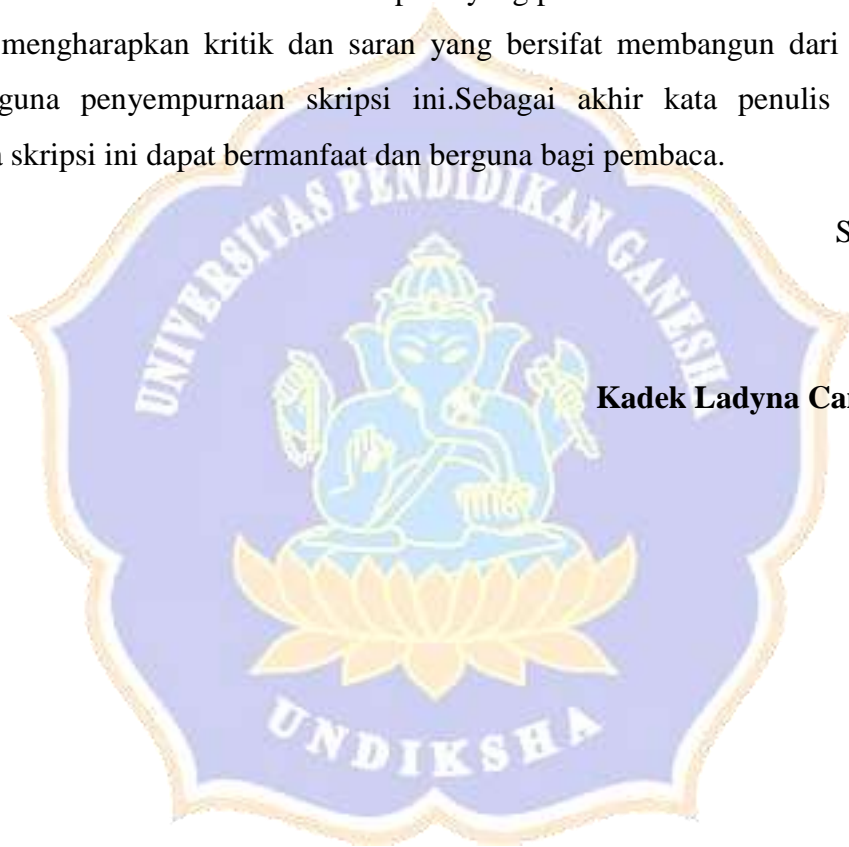 mengharapkan kritik dan saran yang bersifat membangun dari
guna penyempurnaan skripsi ini.Sebagai akhir kata penulis
skripsi ini dapat bermanfaat dan berguna bagi pembaca.
UNIVERSITAS PENDIDIKAN GANESHA
S
Kadek Ladyna
UNDIKSHA